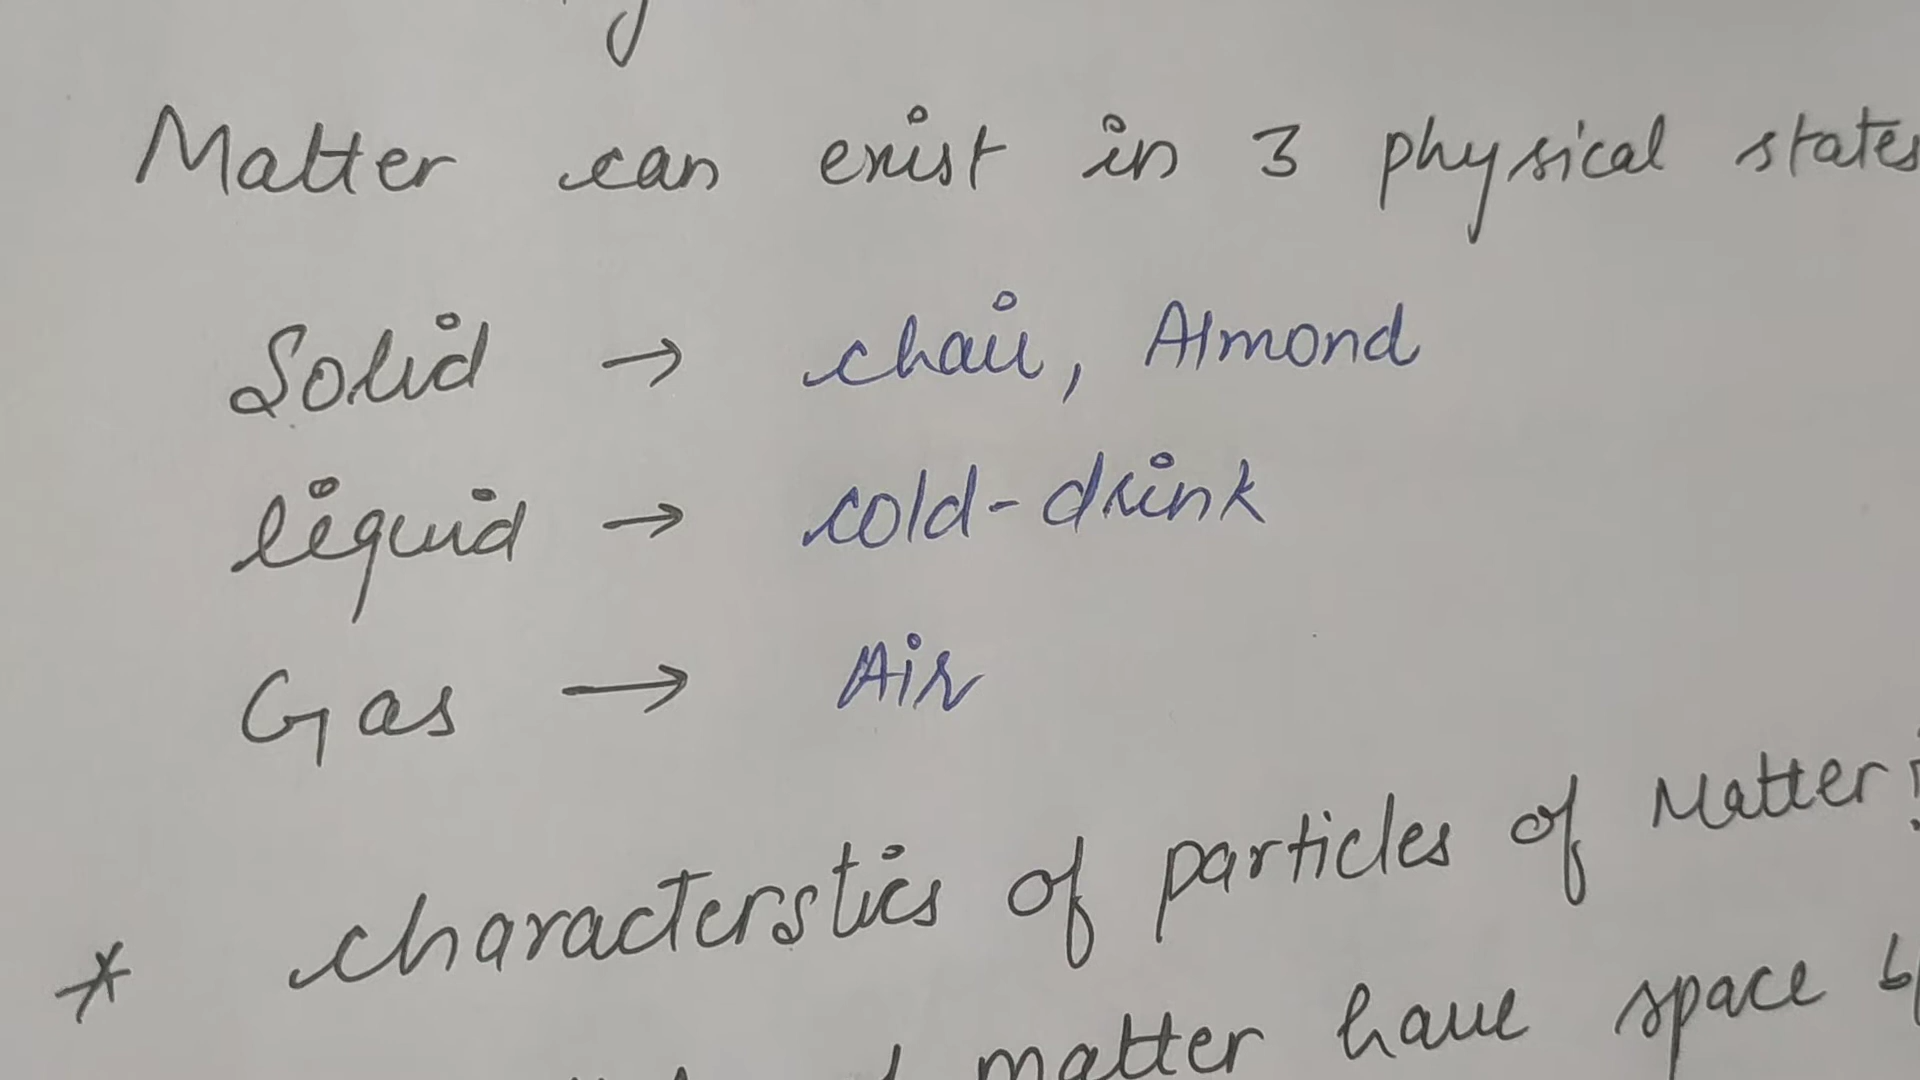 Matter can exist in 3 physical states
Solid → chair, Almond
liquid → cold-drink
Gas → Air
* characterstics of particles of Matter:
matter have space